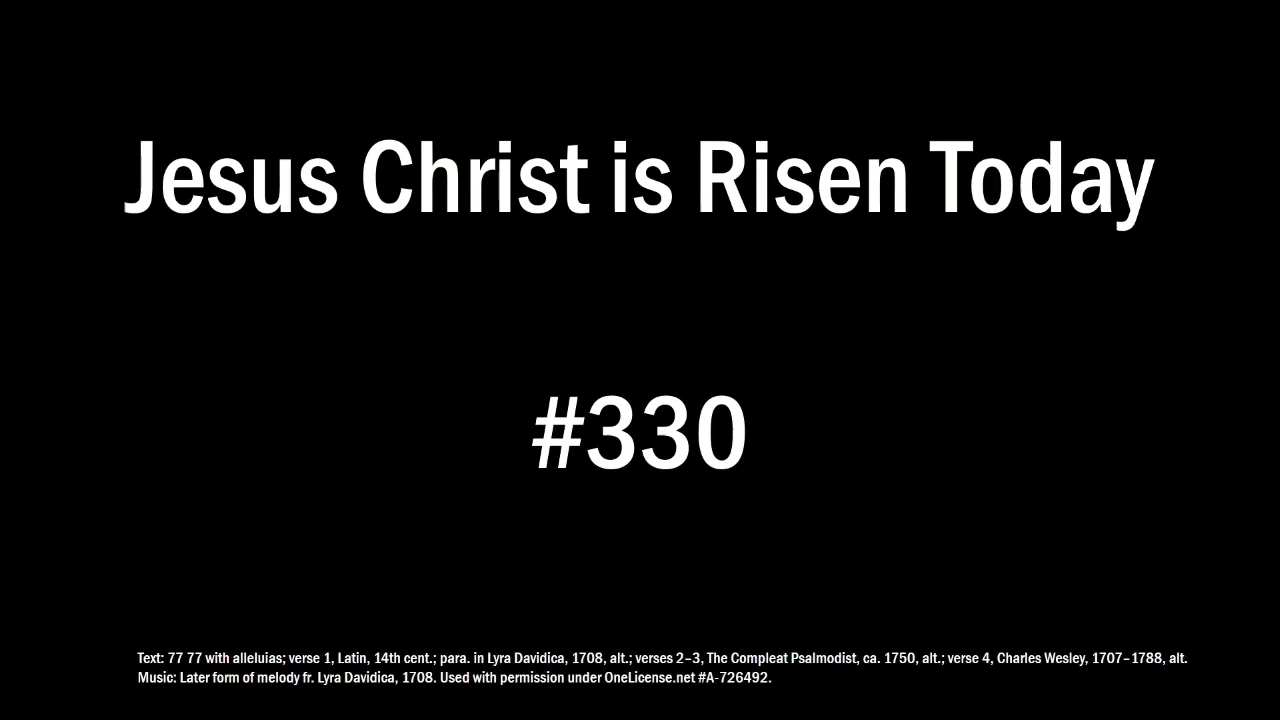 Jesus Christ is Risen Today
#330
Text: 77 77 with alleluias; verse 1, Latin, 14th cent.; para. in Lyra Davidica, 1708, alt.; verses 2–3, The Compleat Psalmodist, ca. 1750, alt.; verse 4, Charles Wesley, 1707–1788, alt.
Music: Later form of melody fr. Lyra Davidica, 1708. Used with permission under OneLicense.net #A-726492.